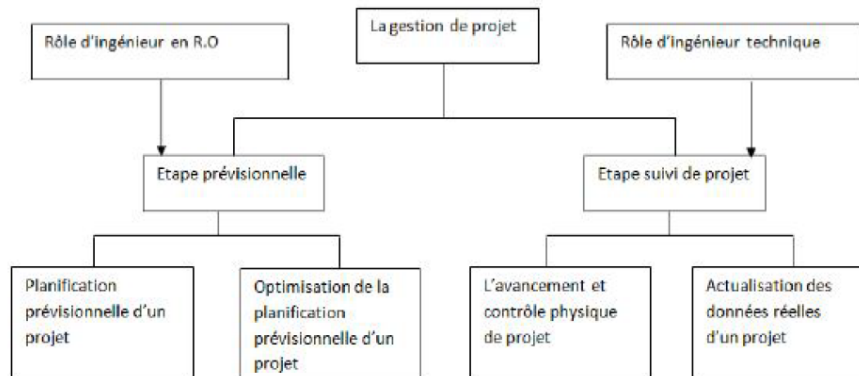 La gestion de projet
Rôle d'ingénieur en R.O
Rôle d'ingénieur technique
Etape prévisionnelle
Etape suivi de projet
Planification
prévisionnelle d'un
projet
Optimisation de la
planification
prévisionnelle d'un
projet
L'avancement et
contrôle physique
de projet
Actualisation des
données réelles
d'un projet